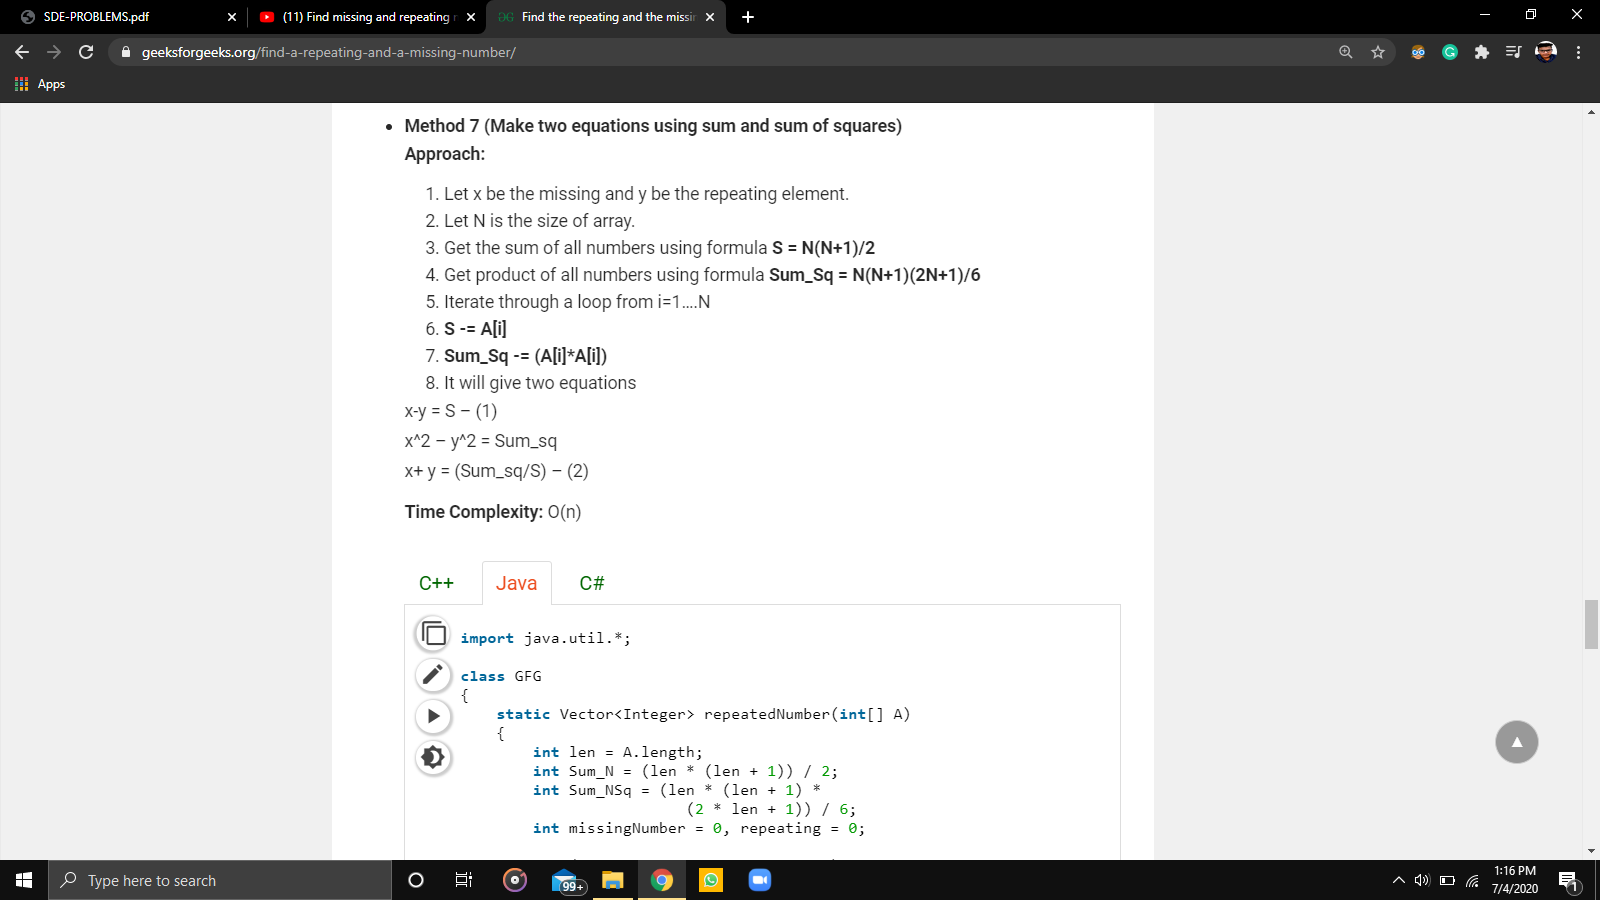 SDE-PROBLEMS.pdf
(11) Find missing and repeating
Find the repeating and the missin
geeksforgeeks.org/find-a-repeating-and-a-missing-number/
Apps
Method 7 (Make two equations using sum and sum of squares)
Approach:
1. Let x be the missing and y be the repeating element.
2. Let N is the size of array.
3. Get the sum of all numbers using formula S = N(N+1)/2
4. Get product of all numbers using formula Sum_Sq = N(N+1)(2N+1)/6
5. Iterate through a loop from i=1....N
6. S -= A[i]
7. Sum_Sq -= (A[i]*A[i])
8. It will give two equations
x-y = S – (1)
x^2 – y^2 = Sum_sq
x+ y = (Sum_sq/S) – (2)
Time Complexity: O(n)
C++ Java C#
import java.util.*;
class GFG
{
static Vector<Integer> repeatedNumber(int[] A)
{
int len = A.length;
int Sum_N = (len * (len + 1)) / 2;
int Sum_NSq = (len * (len + 1) *
(2 * len + 1)) / 6;
int missingNumber = 0, repeating = 0;
Type here to search
99+
1:16 PM
7/4/2020
1